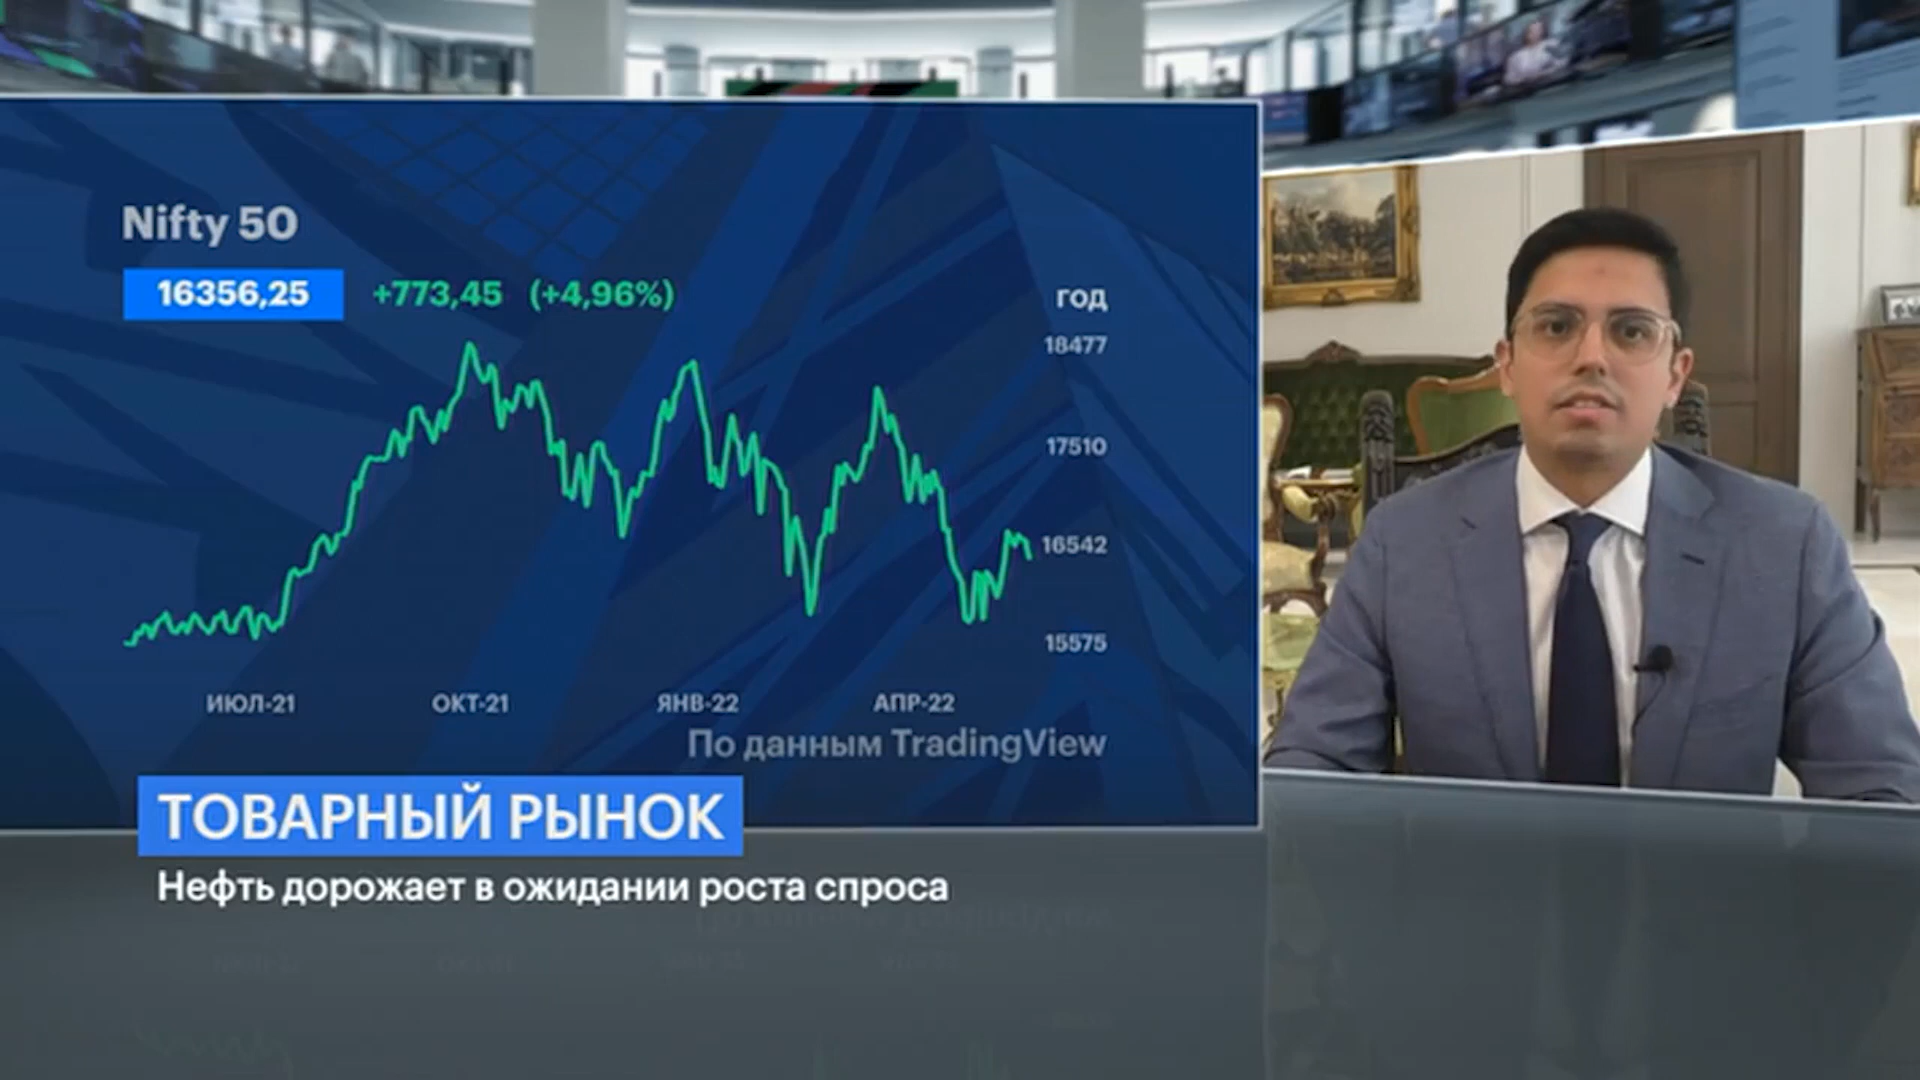 Nifty 50
16356,25 +773,45 (+4,96%)
ГОД
18477
17510
16542
15575
ИЮЛ-21 ОКТ-21 ЯНВ-22 АПР-22
По данным TradingView
ТОВАРНЫЙ РЫНОК
Нефть дорожает в ожидании роста спроса